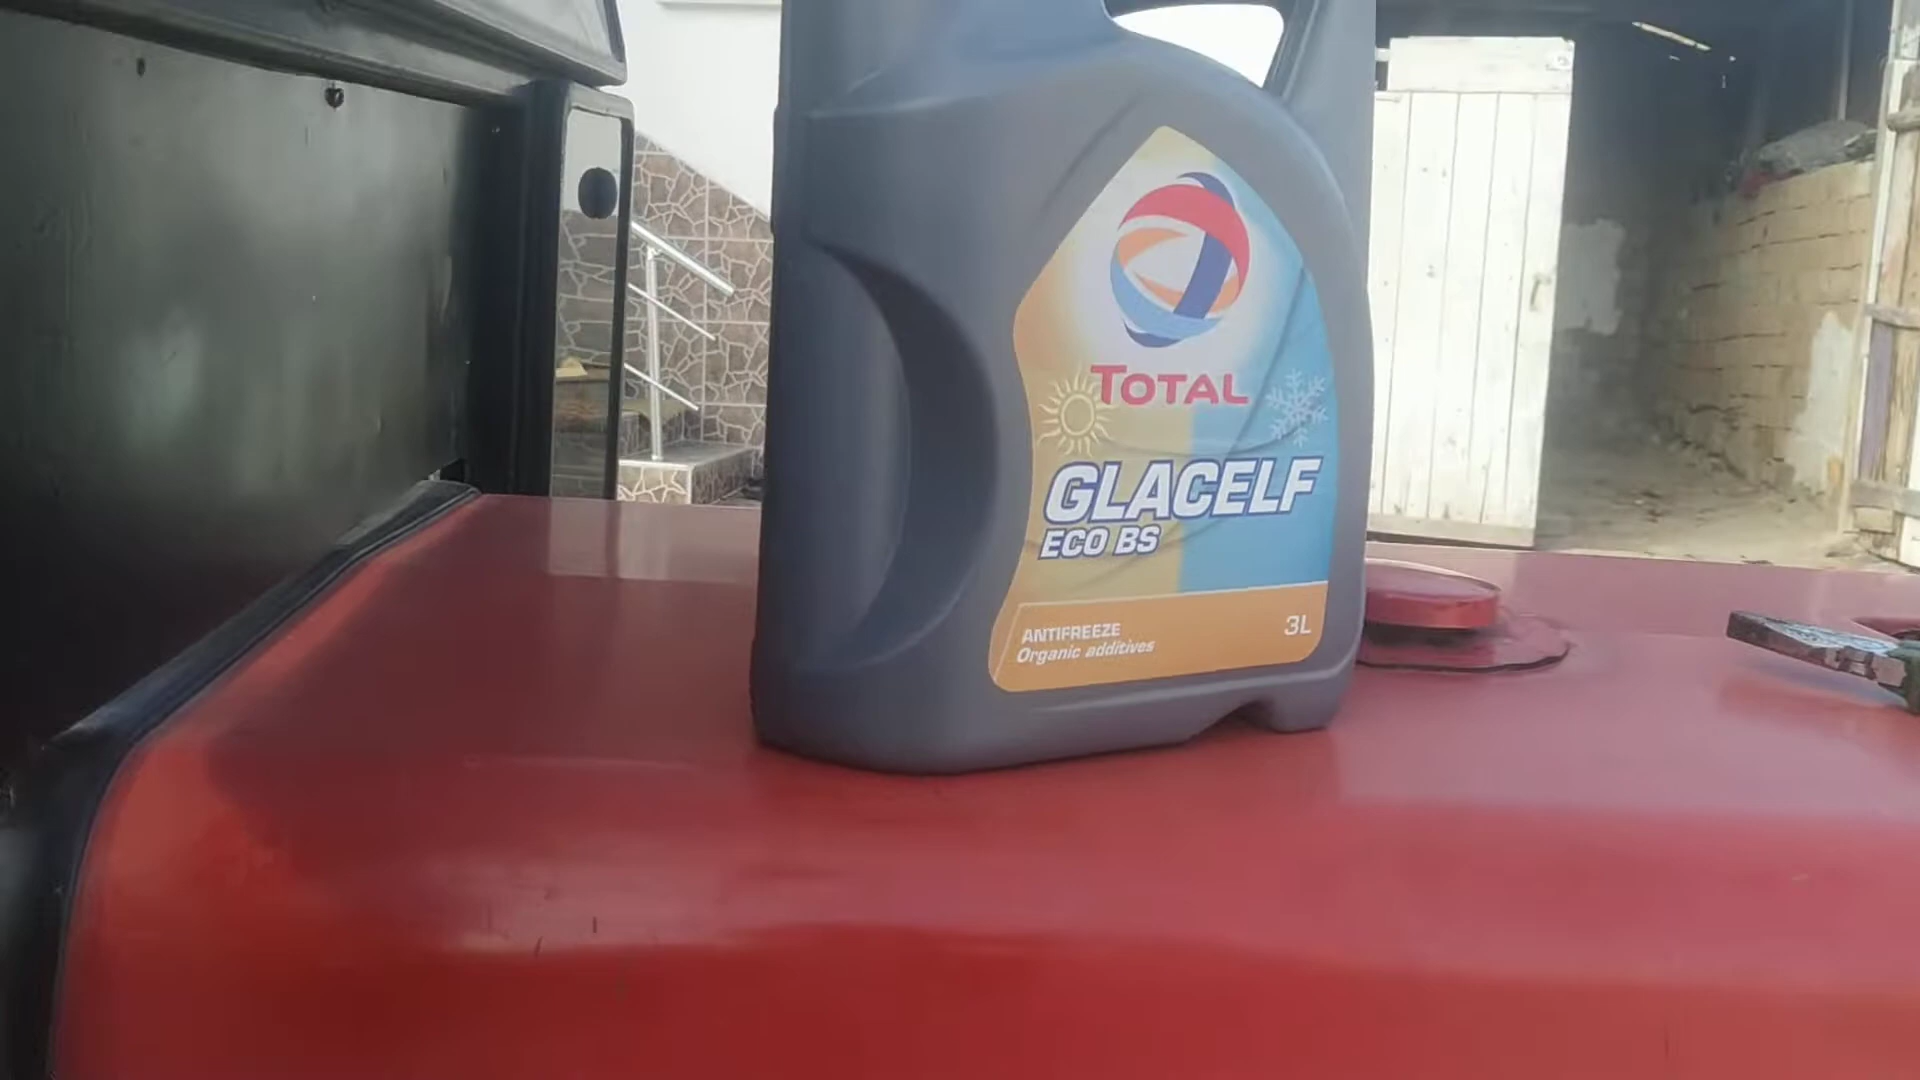 TOTAL
GLACELF
ECO BS
ANTIFREEZE
Organic additives
3L